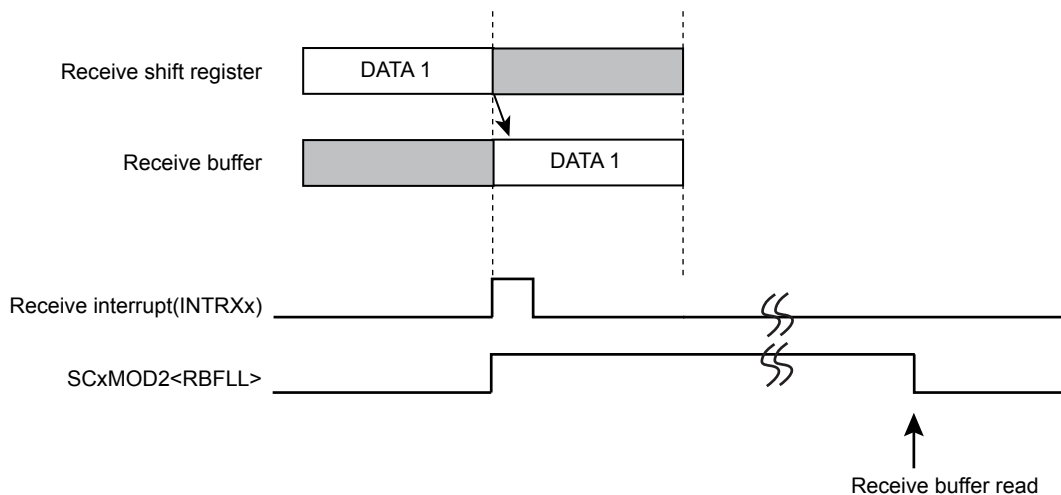 Receive shift register
DATA 1
Receive buffer
DATA 1
Receive interrupt(INTRXx)
SCxMOD2<RBFLL>
Receive buffer read